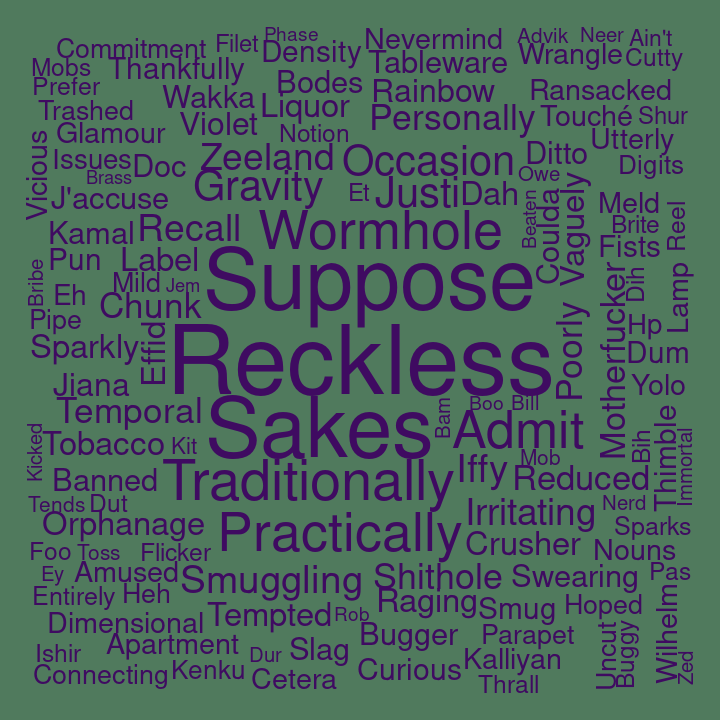 Phase
Commitment Filet Density Nevermind Advik Neer Ain't
Mobs Thankfully Tableware Wrangle Cutty
Prefer Wakka Bodes Rainbow Ransacked
Trashed Violet Liquor Personally Touché Shur
Glamour Notion Utterly
Vicious Issues Doc Zeeland Occasion Ditto Digits
Brass Owe
J'accuse Gravity Et Justi Dah Beaten Coulda Vaguely Meld Reel
Kamal Recall Wormhole Brite
Pun Label Fists
Bribe Eh Mild Jem Suppose Dih Lamp
Pipe Chunk Poorly Motherfucker Hp
Sparkly Effid Reckless Dum
Jiana Yolo
Temporal Sakes Bam Boo Bill Thimble
Kicked Tobacco Kit Admit Mob Bih Immortal
Banned Traditionally Iffy Reduced
Tends Dut Nerd
Orphanage Practically Irritating Sparks
Foo Toss Flicker Crusher Nouns
Ey Amused Smuggling Shithole Swearing Pas
Entirely Heh Raging Smug Hoped Wilhelm
Dimensional Tempted Rob Bugger Parapet Uncut Buggy
Ishir Apartment Dur Slag Kalliyan Zed
Connecting Kenku Cetera Curious Thrall